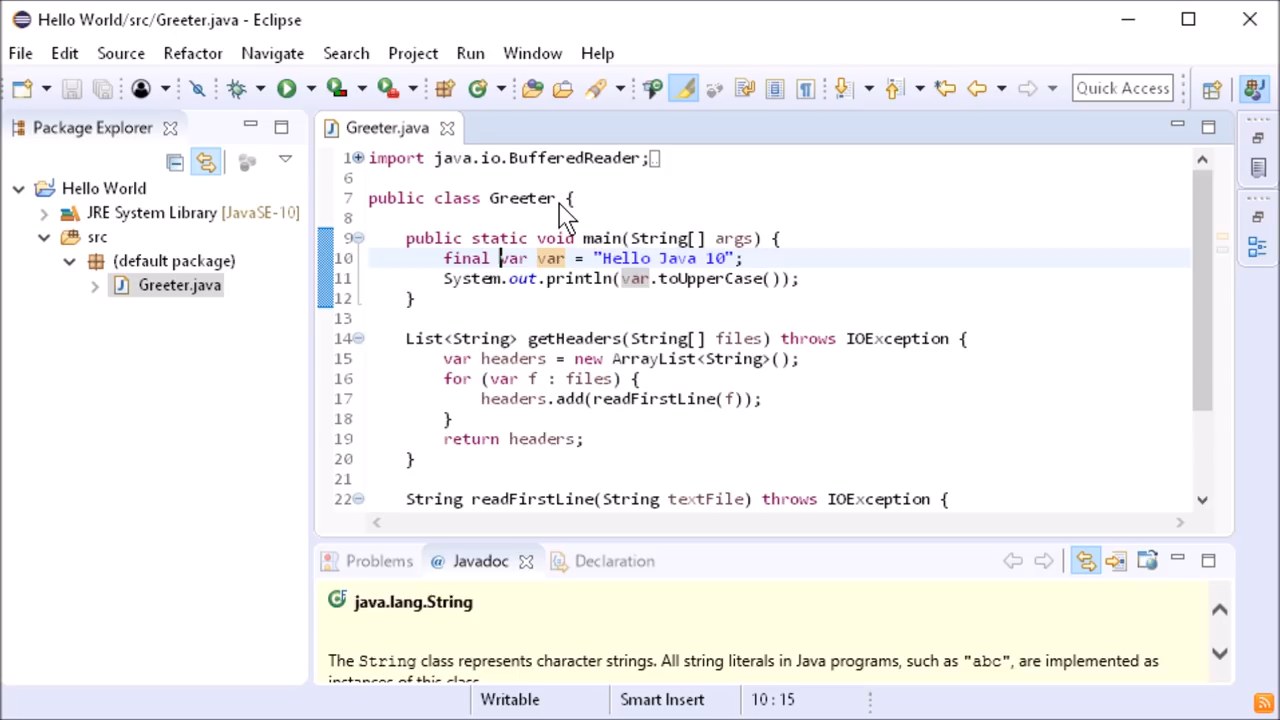 Hello World/src/Greeter.java - Eclipse
File Edit Source Refactor Navigate Search Project Run Window Help
Quick Access
Package Explorer
Hello World
JRE System Library [JavaSE-10]
src
(default package)
Greeter.java
Greeter.java
1 import java.io.BufferedReader;
6
7 public class Greeter {
8
9 public static void main(String[] args) {
10 final var var = "Hello Java 10";
11 System.out.println(var.toUpperCase());
12 }
13
14 List<String> getHeaders(String[] files) throws IOException {
15 var headers = new ArrayList<String>();
16 for (var f : files) {
17 headers.add(readFirstLine(f));
18 }
19 return headers;
20 }
21
22 String readFirstLine(String textFile) throws IOException {
Problems @ Javadoc Declaration
java.lang.String
The String class represents character strings. All string literals in Java programs, such as "abc", are implemented as
instances of this class
Writable Smart Insert 10 : 15